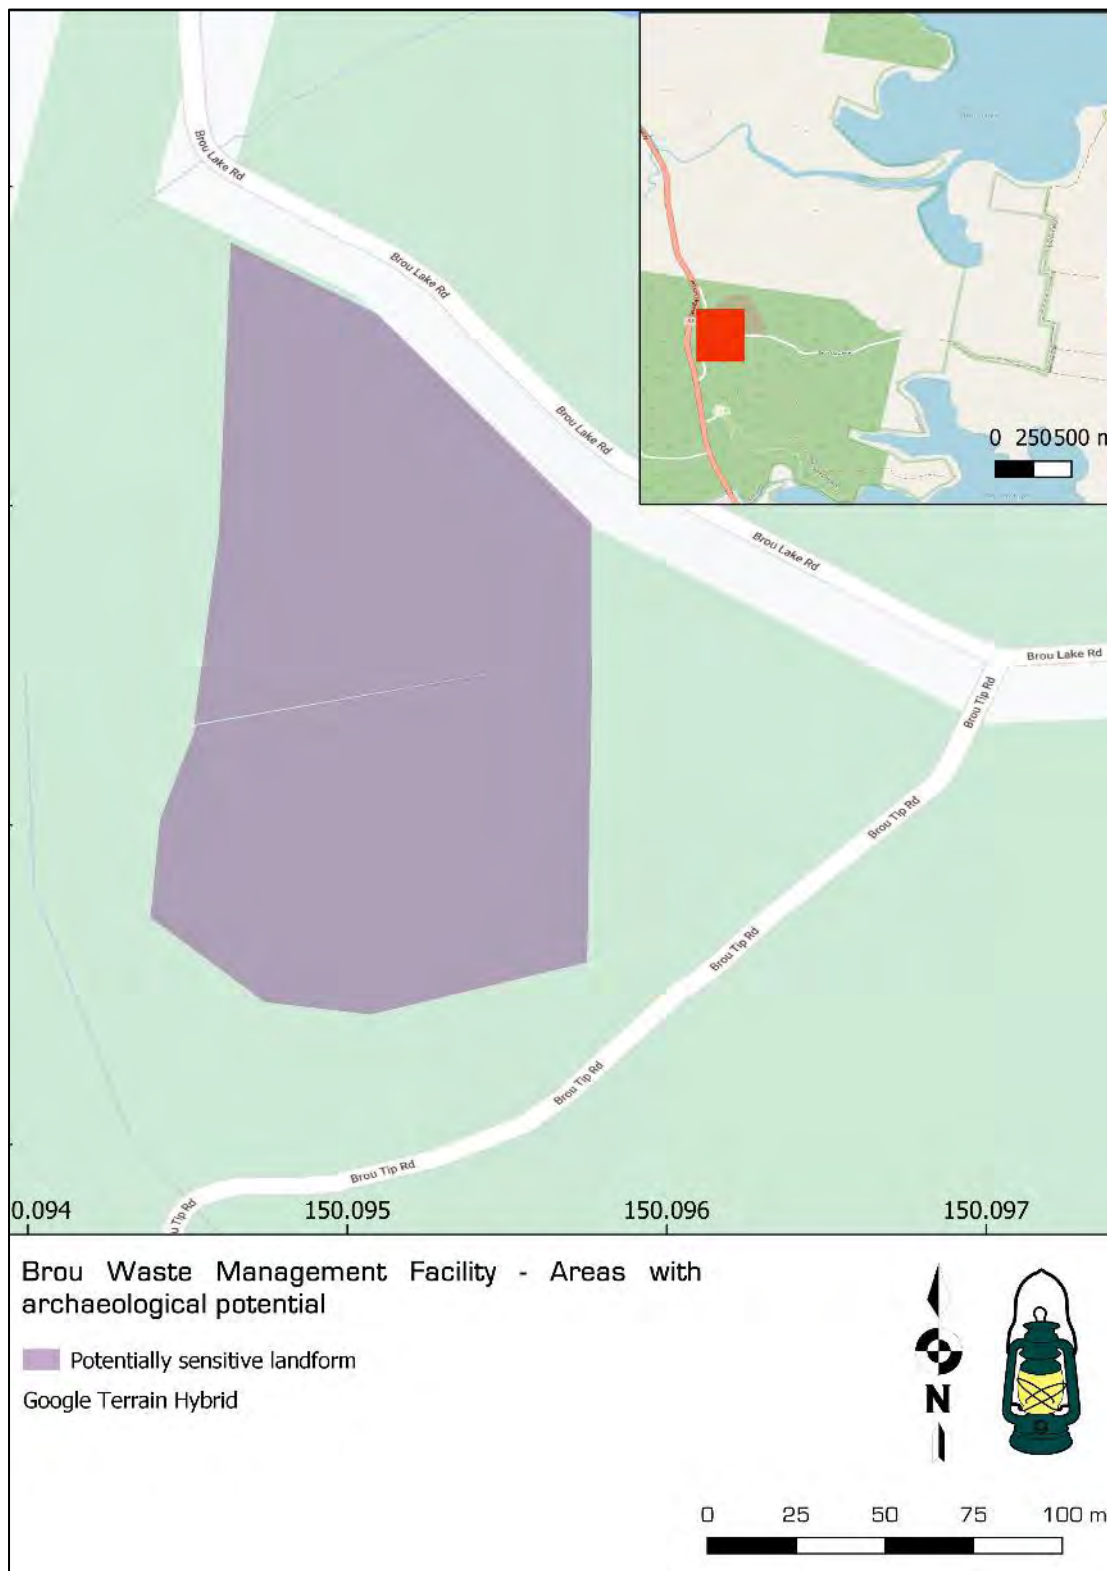 Brou Lake Rd
Brou Lake Rd
Brou Lake Rd
Brou Lake Rd
Brou Lake Rd
Brou Tip Rd
Brou Tip Rd
Brou Tip Rd
Brou Tip Rd
Brou Tip Rd
u Tip Rd
0 250500 m
0.094 150.095 150.096 150.097
Brou Waste Management Facility - Areas with
archaeological potential
Potentially sensitive landform
Google Terrain Hybrid
N
9
0 25 50 75 100 m